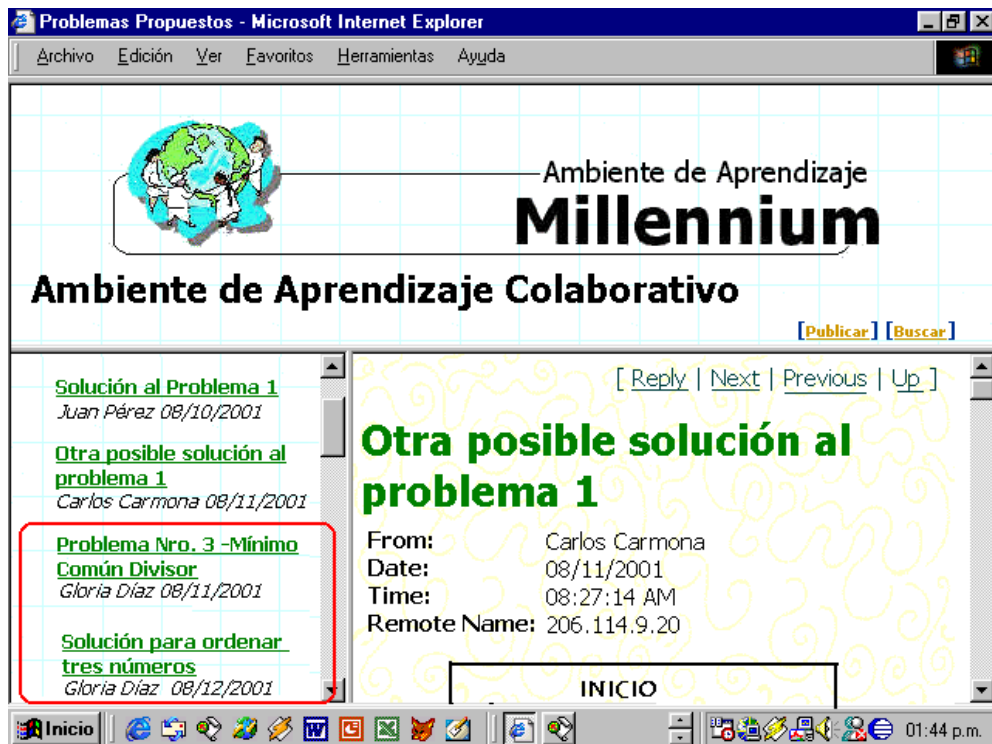 Problemas Propuestos - Microsoft Internet Explorer
Archivo Edición Ver Favoritos Herramientas Ayuda
Ambiente de Aprendizaje
Millennium
Ambiente de Aprendizaje Colaborativo
[Publicar] [Buscar]
Solución al Problema 1
Juan Pérez 08/10/2001
Otra posible solución al
problema 1
Carlos Carmona 08/11/2001
Problema Nro. 3 -Mínimo
Común Divisor
Gloria Díaz 08/11/2001
Solución para ordenar
tres números
Gloria Díaz 08/12/2001
[ Reply | Next | Previous | Up ]
Otra posible solución al
problema 1
From: Carlos Carmona
Date: 08/11/2001
Time: 08:27:14 AM
Remote Name: 206.114.9.20
INICIO
Inicio 01:44 p.m.